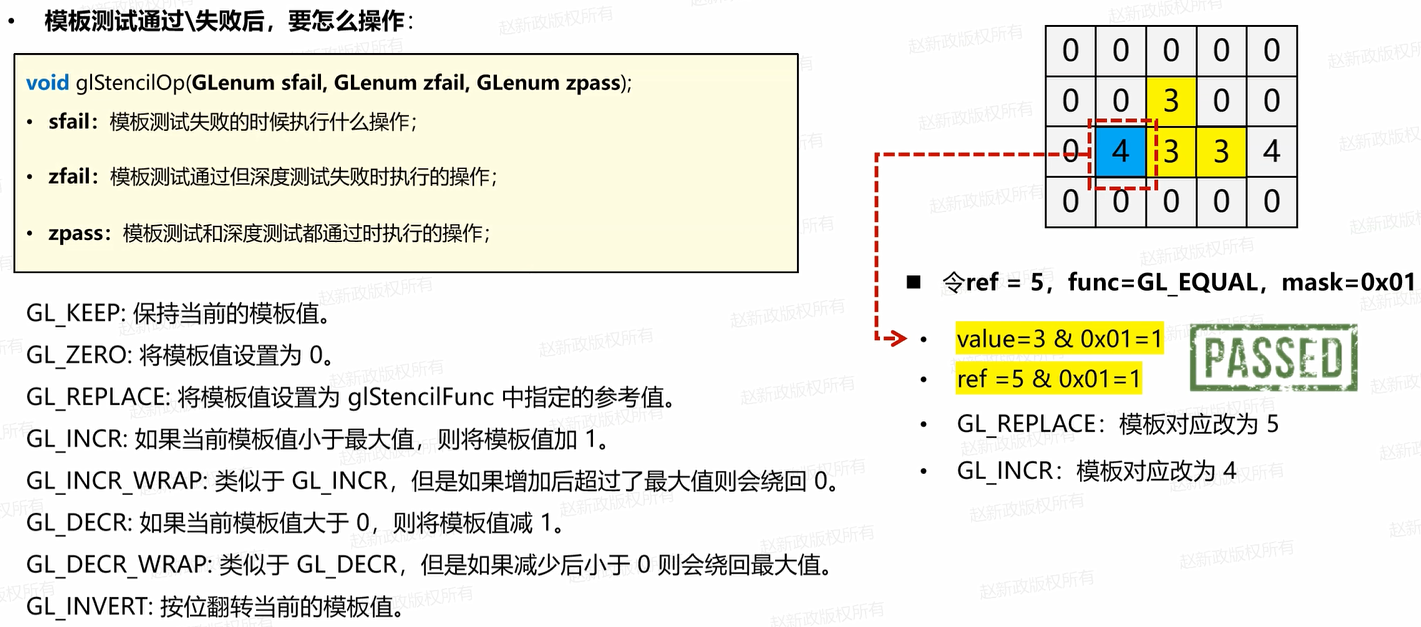 • 模板测试通过\失败后，要怎么操作：
void glStencilOp(GLenum sfail, GLenum zfail, GLenum zpass);
• sfail：模板测试失败的时候执行什么操作；
• zfail：模板测试通过但深度测试失败时执行的操作；
• zpass：模板测试和深度测试都通过时执行的操作；
GL_KEEP: 保持当前的模板值。
GL_ZERO: 将模板值设置为 0。
GL_REPLACE: 将模板值设置为 glStencilFunc 中指定的参考值。
GL_INCR: 如果当前模板值小于最大值，则将模板值加 1。
GL_INCR_WRAP: 类似于 GL_INCR，但是如果增加后超过了最大值则会绕回 0。
GL_DECR: 如果当前模板值大于 0，则将模板值减 1。
GL_DECR_WRAP: 类似于 GL_DECR，但是如果减少后小于 0 则会绕回最大值。
GL_INVERT: 按位翻转当前的模板值。
0 0 0 0 0
0 0 3 0 0
0 4 3 3 4
0 0 0 0 0
■ 令ref = 5，func=GL_EQUAL，mask=0x01
• value=3 & 0x01=1
• ref =5 & 0x01=1
PASSED
• GL_REPLACE：模板对应改为 5
• GL_INCR：模板对应改为 4
赵新政版权所有